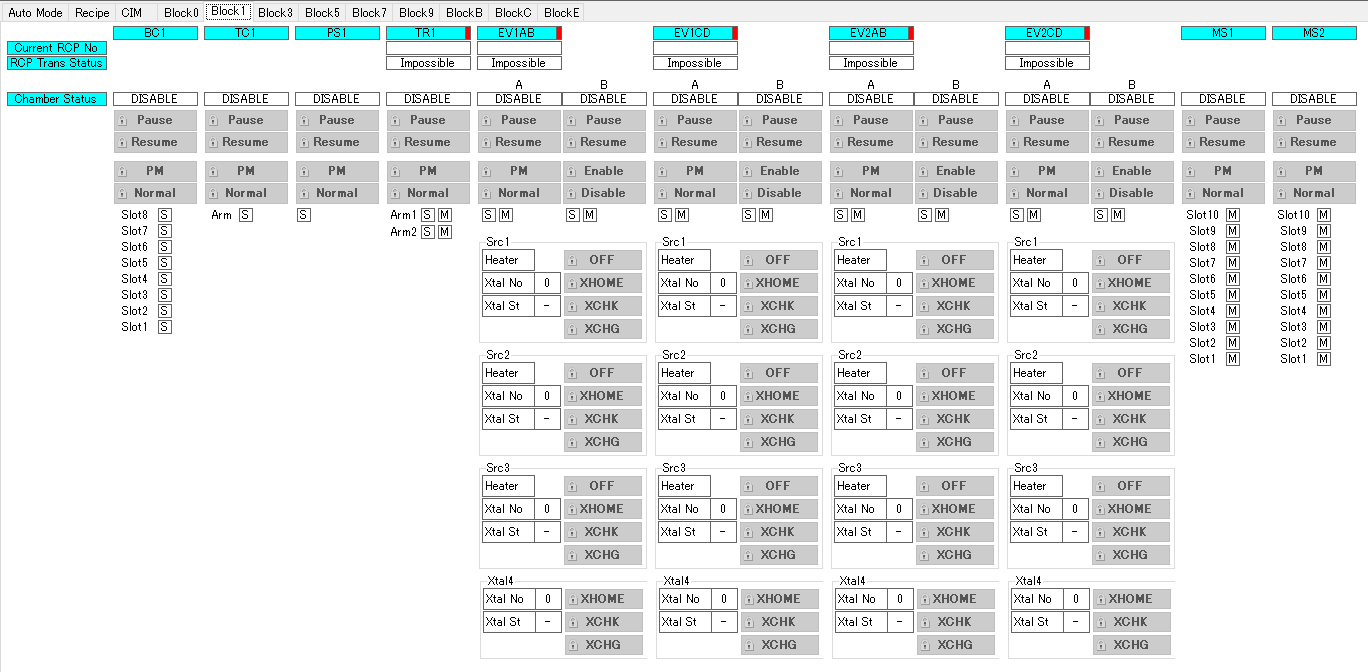 Auto Mode Recipe CIM Block0 Block1 Block3 Block5 Block7 Block9 BlockB BlockC BlockE
BC1 TC1 PS1 TR1 EV1AB EV1CD EV2AB EV2CD MS1 MS2
Current RCP No
RCP Trans Status Impossible Impossible Impossible Impossible Impossible
A B A B A B A B
Chamber Status DISABLE DISABLE DISABLE DISABLE DISABLE DISABLE DISABLE DISABLE DISABLE DISABLE DISABLE DISABLE DISABLE DISABLE
Pause Pause Pause Pause Pause Pause Pause Pause Pause Pause Pause Pause Pause Pause
Resume Resume Resume Resume Resume Resume Resume Resume Resume Resume Resume Resume Resume Resume
PM PM PM PM PM Enable PM Enable PM Enable PM Enable PM PM
Normal Normal Normal Normal Normal Disable Normal Disable Normal Disable Normal Disable Normal Normal
Slot8 S Arm S S Arm1 S M S M S M S M S M S M S M S M S M Slot10 M Slot10 M
Slot7 S Arm2 S M Slot9 M Slot9 M
Slot6 S Src1 Src1 Src1 Src1 Slot8 M Slot8 M
Slot5 S Heater OFF Heater OFF Heater OFF Heater OFF Slot7 M Slot7 M
Slot4 S Xtal No 0 XHOME Xtal No 0 XHOME Xtal No 0 XHOME Xtal No 0 XHOME Slot6 M Slot6 M
Slot3 S Slot5 M Slot5 M
Slot2 S Xtal St - XCHK Xtal St - XCHK Xtal St - XCHK Xtal St - XCHK Slot4 M Slot4 M
Slot1 S XCHG XCHG XCHG XCHG Slot3 M Slot3 M
Slot2 M Slot2 M
Src2 Src2 Src2 Src2 Slot1 M Slot1 M
Heater OFF Heater OFF Heater OFF Heater OFF
Xtal No 0 XHOME Xtal No 0 XHOME Xtal No 0 XHOME Xtal No 0 XHOME
Xtal St - XCHK Xtal St - XCHK Xtal St - XCHK Xtal St - XCHK
XCHG XCHG XCHG XCHG
Src3 Src3 Src3 Src3
Heater OFF Heater OFF Heater OFF Heater OFF
Xtal No 0 XHOME Xtal No 0 XHOME Xtal No 0 XHOME Xtal No 0 XHOME
Xtal St - XCHK Xtal St - XCHK Xtal St - XCHK Xtal St - XCHK
XCHG XCHG XCHG XCHG
Xtal4 Xtal4 Xtal4 Xtal4
Xtal No 0 XHOME Xtal No 0 XHOME Xtal No 0 XHOME Xtal No 0 XHOME
Xtal St - XCHK Xtal St - XCHK Xtal St - XCHK Xtal St - XCHK
XCHG XCHG XCHG XCHG